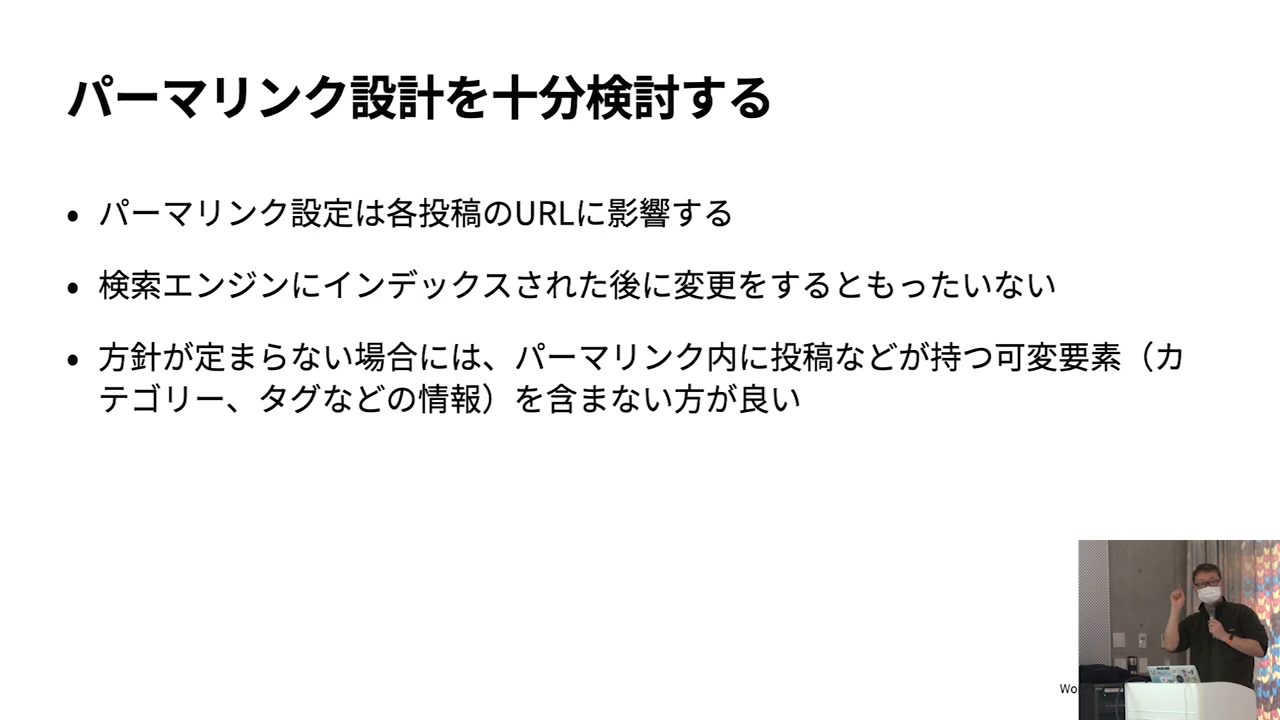 パーマリンク設計を十分検討する
• パーマリンク設定は各投稿のURLに影響する
• 検索エンジンにインデックスされた後に変更をするともったいない
• 方針が定まらない場合には、パーマリンク内に投稿などが持つ可変要素（カ
テゴリー、タグなどの情報）を含まない方が良い